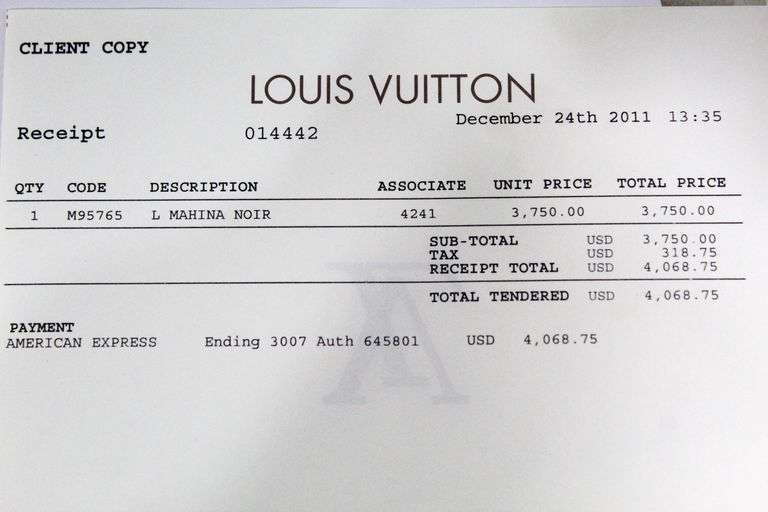 CLIENT COPY
LOUIS VUITTON
December 24th 2011 13:35
Receipt 014442
QTY CODE DESCRIPTION ASSOCIATE UNIT PRICE TOTAL PRICE
1 M95765 L MAHINA NOIR 4241 3,750.00 3,750.00
SUB-TOTAL USD 3,750.00
TAX USD 318.75
RECEIPT TOTAL USD 4,068.75
TOTAL TENDERED USD 4,068.75
PAYMENT
AMERICAN EXPRESS Ending 3007 Auth 645801 USD 4,068.75